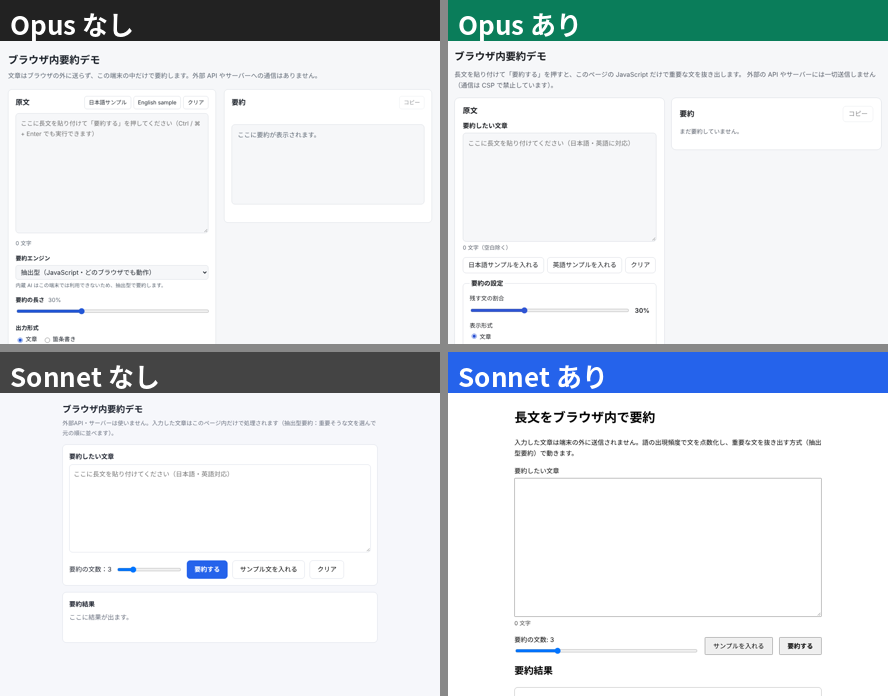 Opus なし
ブラウザ内要約デモ
文章はブラウザの外に送らず、この端末の中だけで要約します。外部 API やサーバーへの通信はありません。
原文
日本語サンプル
English sample
クリア
ここに長文を貼り付けて「要約する」を押してください（Ctrl / ⌘
+ Enter でも実行できます）
0 文字
要約エンジン
抽出型（JavaScript・どのブラウザでも動作）
内蔵 AI はこの端末では利用できないため、抽出型で要約します。
要約の長さ 30%
出力形式
文章 箇条書き
要約
コピー
ここに要約が表示されます。
Opus あり
ブラウザ内要約デモ
長文を貼り付けて「要約する」を押すと、このページの JavaScript だけで重要な文を抜き出します。 外部の API やサーバーには一切送信しません
（通信は CSP で禁止しています）。
原文
要約したい文章
ここに長文を貼り付けてください（日本語・英語に対応）
0 文字（空白除く）
日本語サンプルを入れる
英語サンプルを入れる
クリア
要約の設定
残す文の割合
30%
表示形式
文章
要約
コピー
まだ要約していません。
Sonnet なし
ブラウザ内要約デモ
外部API・サーバーは使いません。入力した文章はこのページ内だけで処理されます（抽出型要約：重要そうな文を選んで
元の順に並べます）。
要約したい文章
ここに長文を貼り付けてください（日本語・英語対応）
要約の文数：3
要約する
サンプル文を入れる
クリア
要約結果
ここに結果が出ます。
Sonnet あり
長文をブラウザ内で要約
入力した文章は端末の外に送信されません。語の出現頻度で文を点数化し、重要な文を抜き出す方式（抽出
型要約）で動きます。
要約したい文章
0 文字
要約の文数: 3
サンプルを入れる
要約する
要約結果